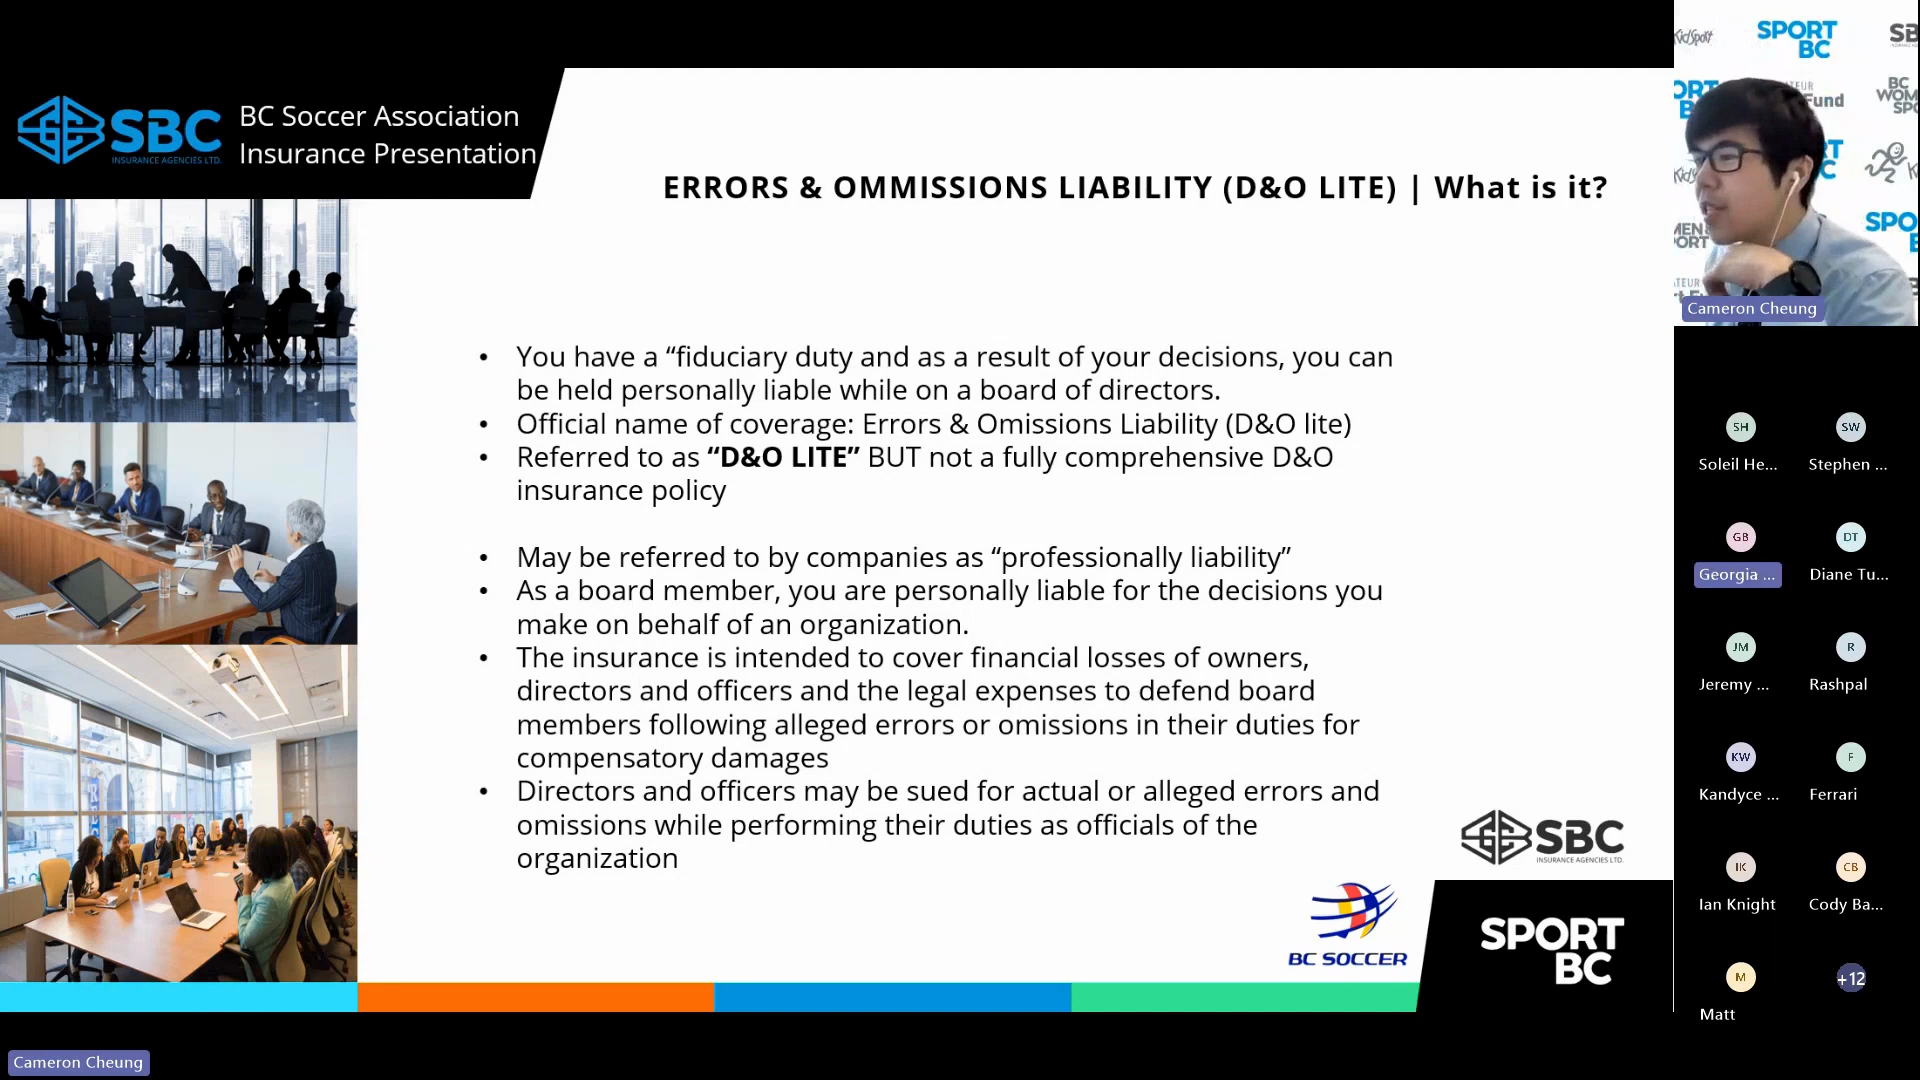 SBC
INSURANCE AGENCIES LTD.
BC Soccer Association
Insurance Presentation
ERRORS & OMMISSIONS LIABILITY (D&O LITE) | What is it?
• You have a “fiduciary duty and as a result of your decisions, you can
be held personally liable while on a board of directors.
• Official name of coverage: Errors & Omissions Liability (D&O lite)
• Referred to as “D&O LITE” BUT not a fully comprehensive D&O
insurance policy
• May be referred to by companies as “professionally liability”
• As a board member, you are personally liable for the decisions you
make on behalf of an organization.
• The insurance is intended to cover financial losses of owners,
directors and officers and the legal expenses to defend board
members following alleged errors or omissions in their duties for
compensatory damages
• Directors and officers may be sued for actual or alleged errors and
omissions while performing their duties as officials of the
organization
SBC
INSURANCE AGENCIES LTD.
BC SOCCER
SPORT
BC
Cameron Cheung
KidSport
SPORT
BC
SB
ORT
Fund
BC
WOM
SPO
SPO
Cameron Cheung
SH
Soleil He...
SW
Stephen ...
GB
Georgia ...
DT
Diane Tu...
JM
Jeremy ...
R
Rashpal
KW
Kandyce ...
F
Ferrari
IK
Ian Knight
CB
Cody Ba...
M
Matt
+12